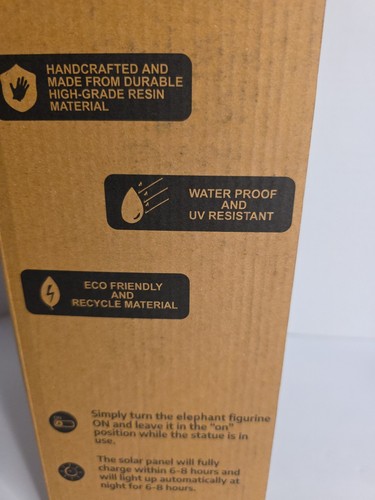 HANDCRAFTED AND
MADE FROM DURABLE
HIGH-GRADE RESIN
MATERIAL
WATER PROOF
AND
UV RESISTANT
ECO FRIENDLY
AND
RECYCLE MATERIAL
Simply turn the elephant figurine
ON and leave it in the "on"
position while the statue is in
use.
The solar panel will fully
charge within 6-8 hours and
will light up automatically at
night for 6-8 hours.